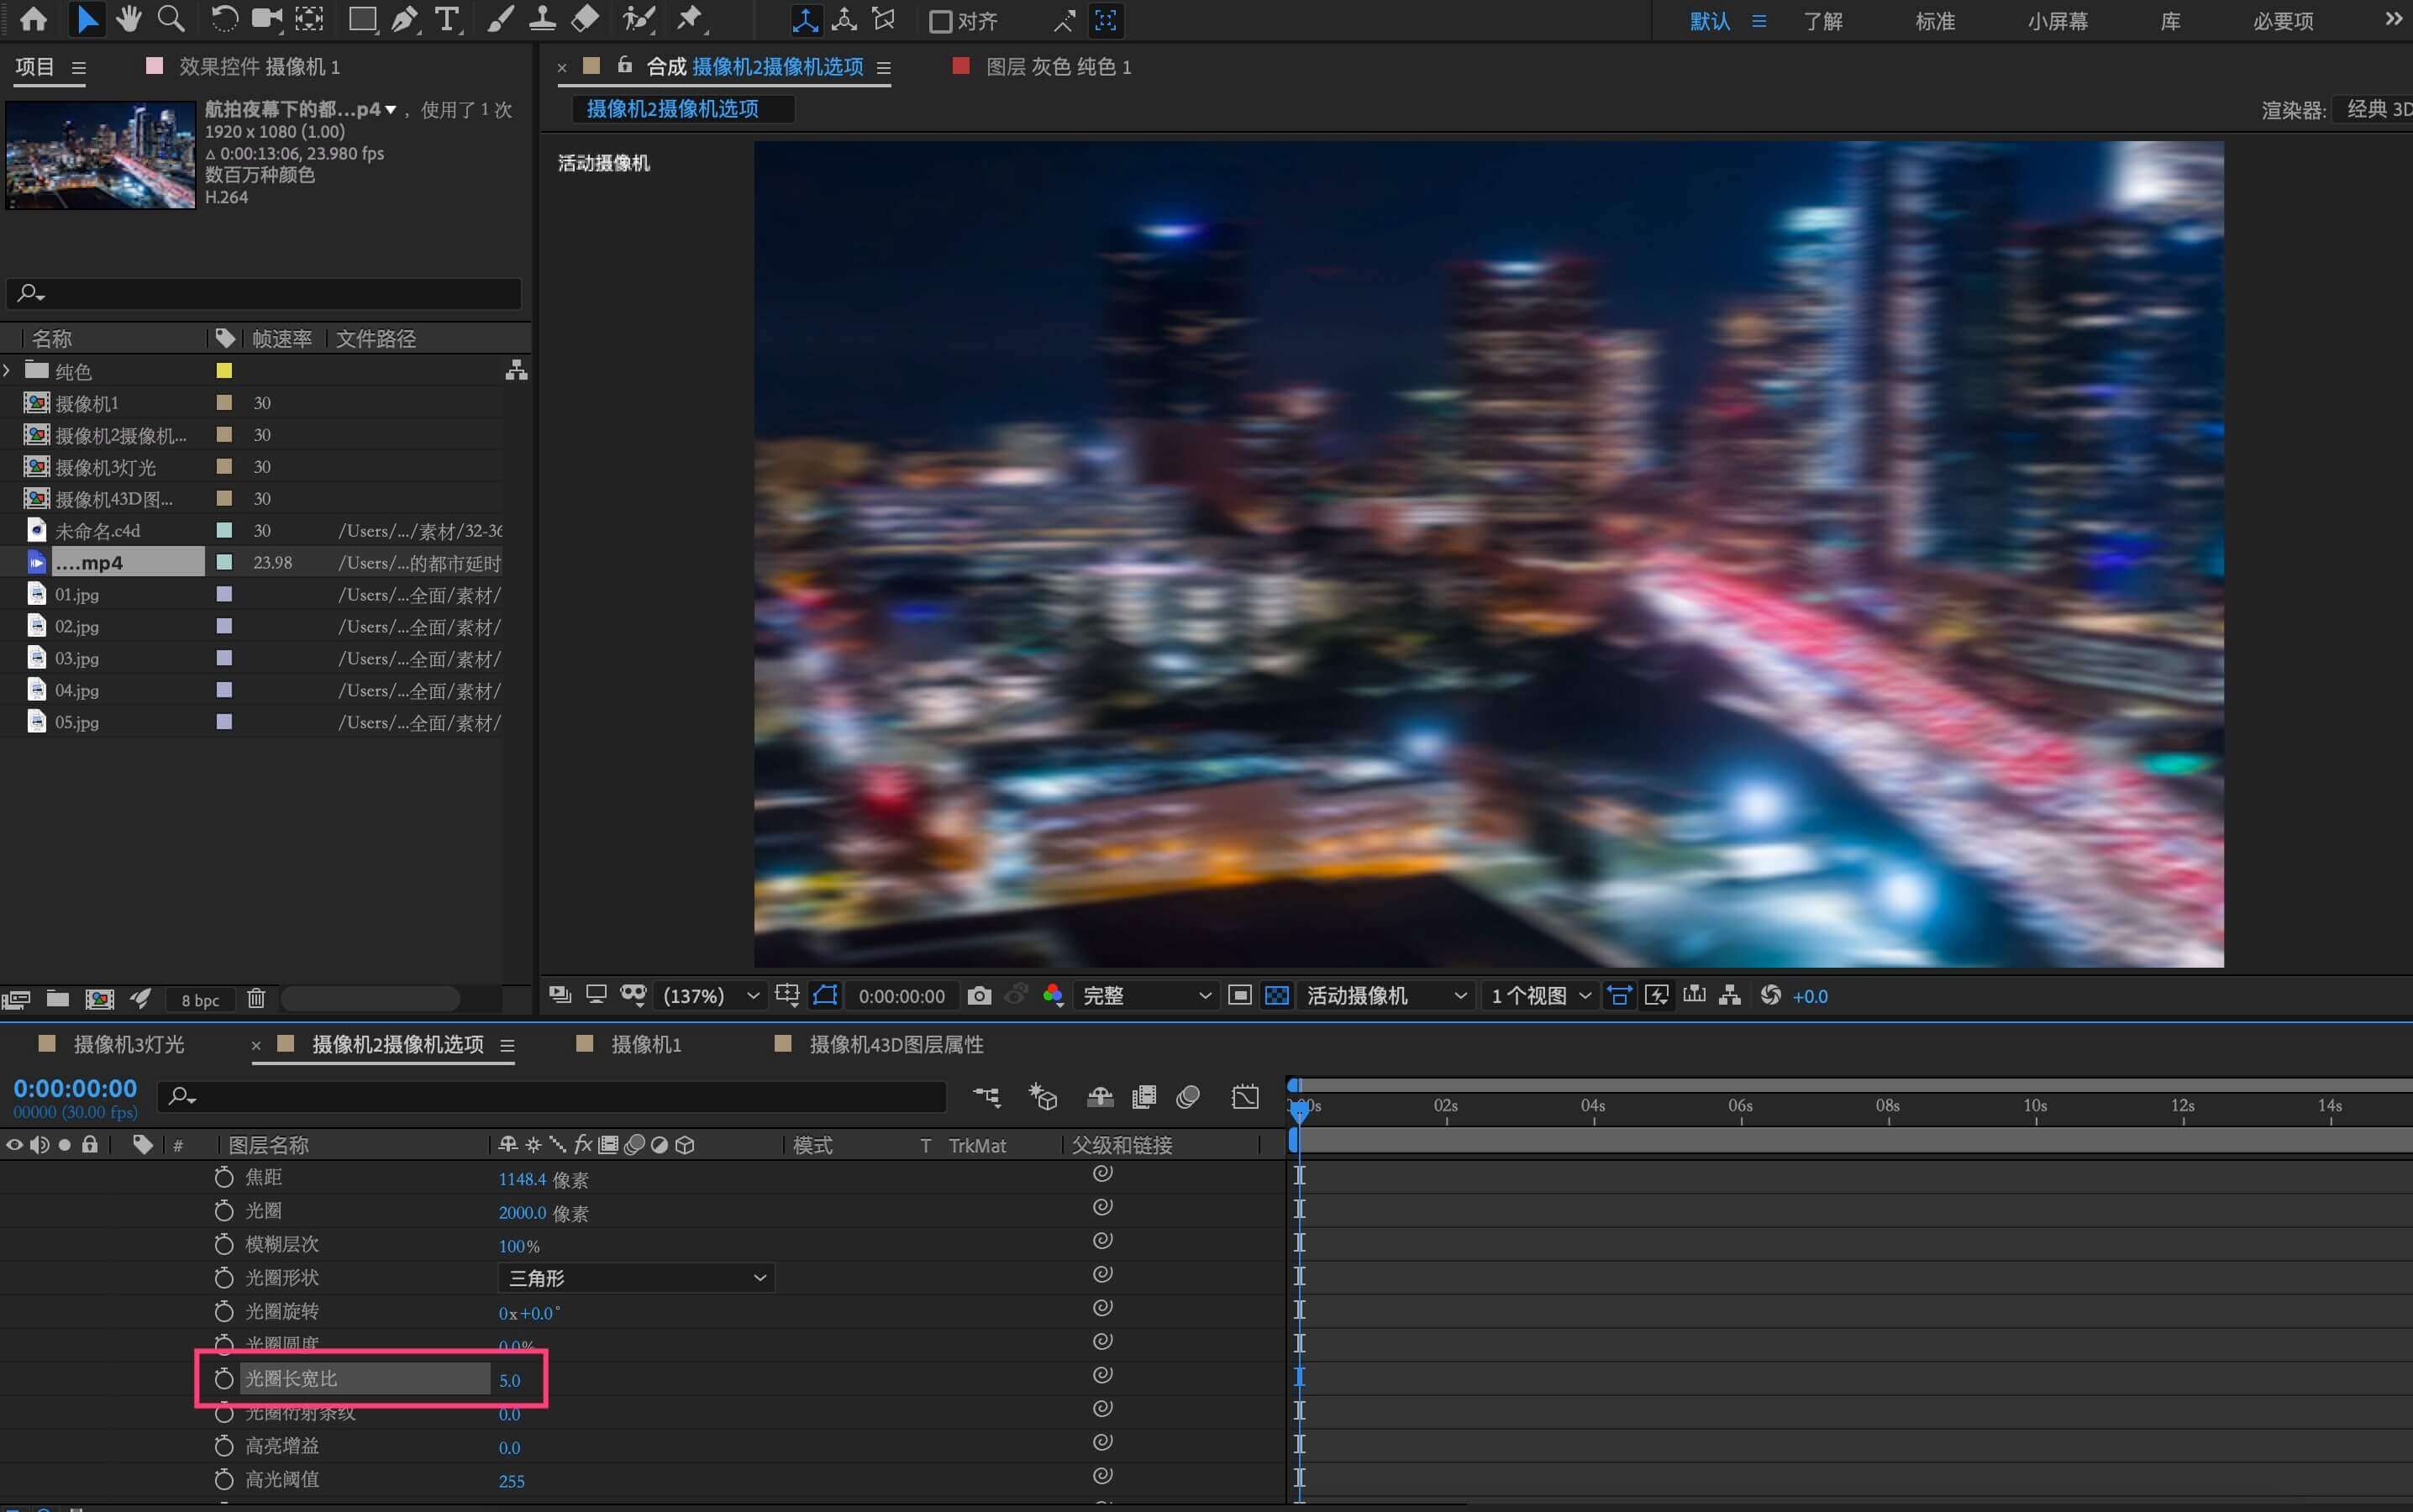 对齐
默认
了解
标准
小屏幕
库
必要项
项目
效果控件 摄像机 1
合成 摄像机2摄像机选项
图层 灰色 纯色 1
航拍夜幕下的都...p4 , 使用了 1 次
1920 x 1080 (1.00)
Δ 0:00:13:06, 23.980 fps
数百万种颜色
H.264
摄像机2摄像机选项
渲染器: 经典 3D
活动摄像机
名称 帧速率 文件路径
纯色
摄像机1 30
摄像机2摄像机... 30
摄像机3灯光 30
摄像机43D图... 30
未命名.c4d 30 /Users/.../素材/32-36
....mp4 23.98 /Users/...的都市延时
01.jpg /Users/...全面/素材/
02.jpg /Users/...全面/素材/
03.jpg /Users/...全面/素材/
04.jpg /Users/...全面/素材/
05.jpg /Users/...全面/素材/
8 bpc
(137%) 0:00:00:00 完整 活动摄像机 1 个视图 +0.0
摄像机3灯光
摄像机2摄像机选项
摄像机1
摄像机43D图层属性
0:00:00:00
00000 (30.00 fps)
02s 04s 06s 08s 10s 12s 14s
# 图层名称 fx 模式 T TrkMat 父级和链接
焦距 1148.4 像素
光圈 2000.0 像素
模糊层次 100%
光圈形状 三角形
光圈旋转 0x+0.0°
光圈圆度 0.0%
光圈长宽比 5.0
光圈衍射条纹 0.0
高亮增益 0.0
高光阈值 255